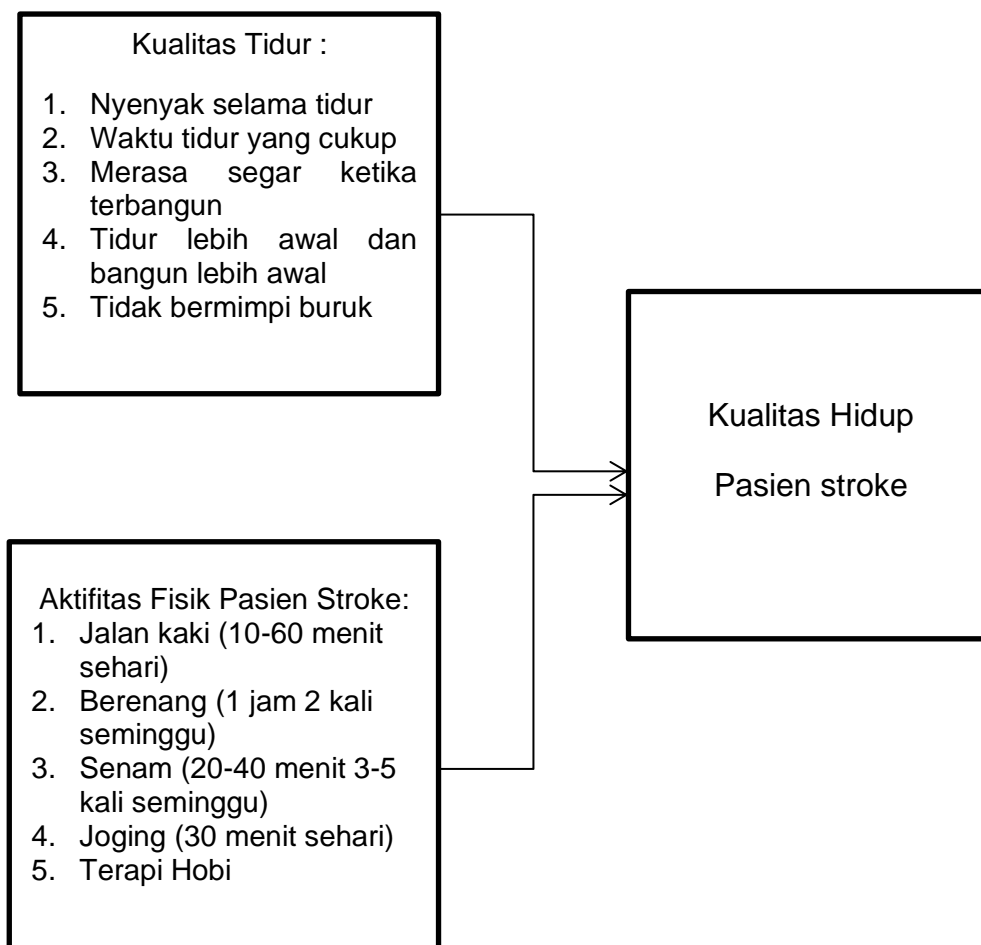 Kualitas Tidur :
1. Nyenyak selama tidur
2. Waktu tidur yang cukup
3. Merasa segar ketika
terbangun
4. Tidur lebih awal dan
bangun lebih awal
5. Tidak bermimpi buruk
Kualitas Hidup
Pasien stroke
Aktifitas Fisik Pasien Stroke:
1. Jalan kaki (10-60 menit
sehari)
2. Berenang (1 jam 2 kali
seminggu)
3. Senam (20-40 menit 3-5
kali seminggu)
4. Joging (30 menit sehari)
5. Terapi Hobi